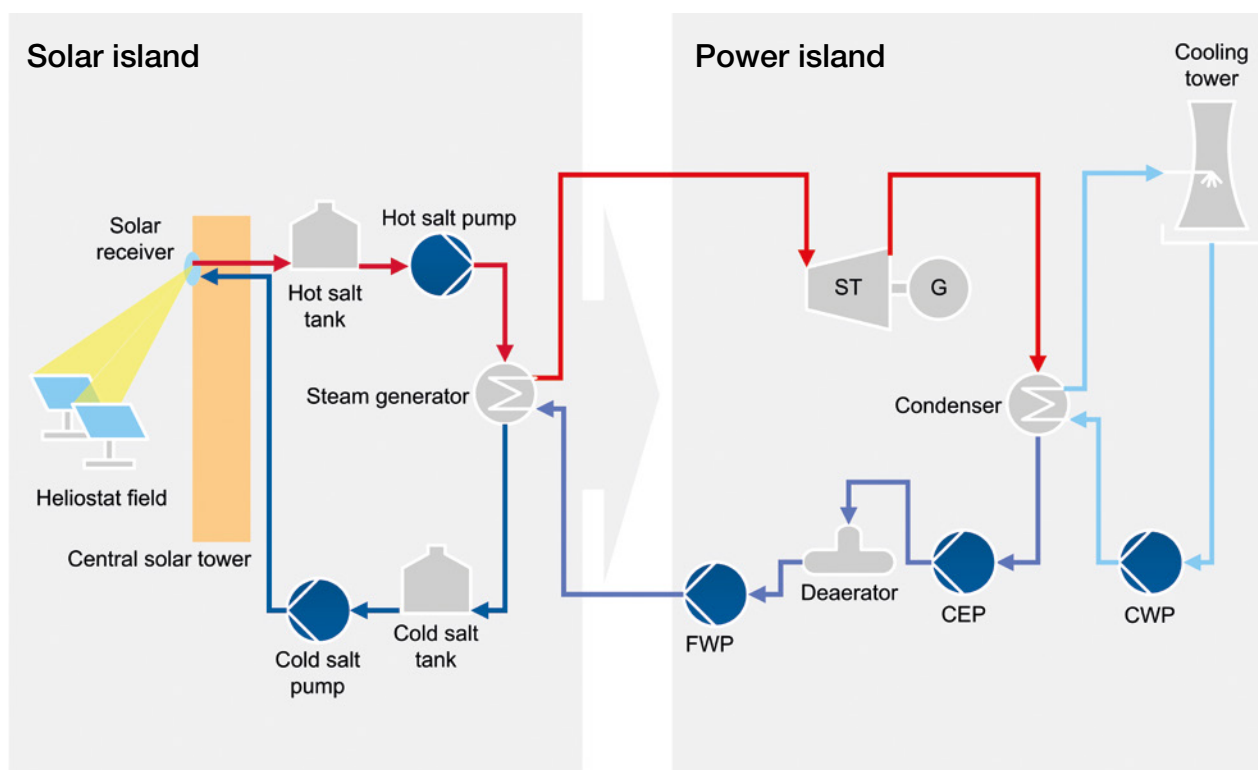 Solar island
Power island
Cooling
tower
Solar
receiver
Hot salt pump
Hot salt
tank
ST
G
Steam generator
Condenser
Heliostat field
Central solar tower
Deaerator
CEP
CWP
FWP
Cold salt
tank
Cold salt
pump